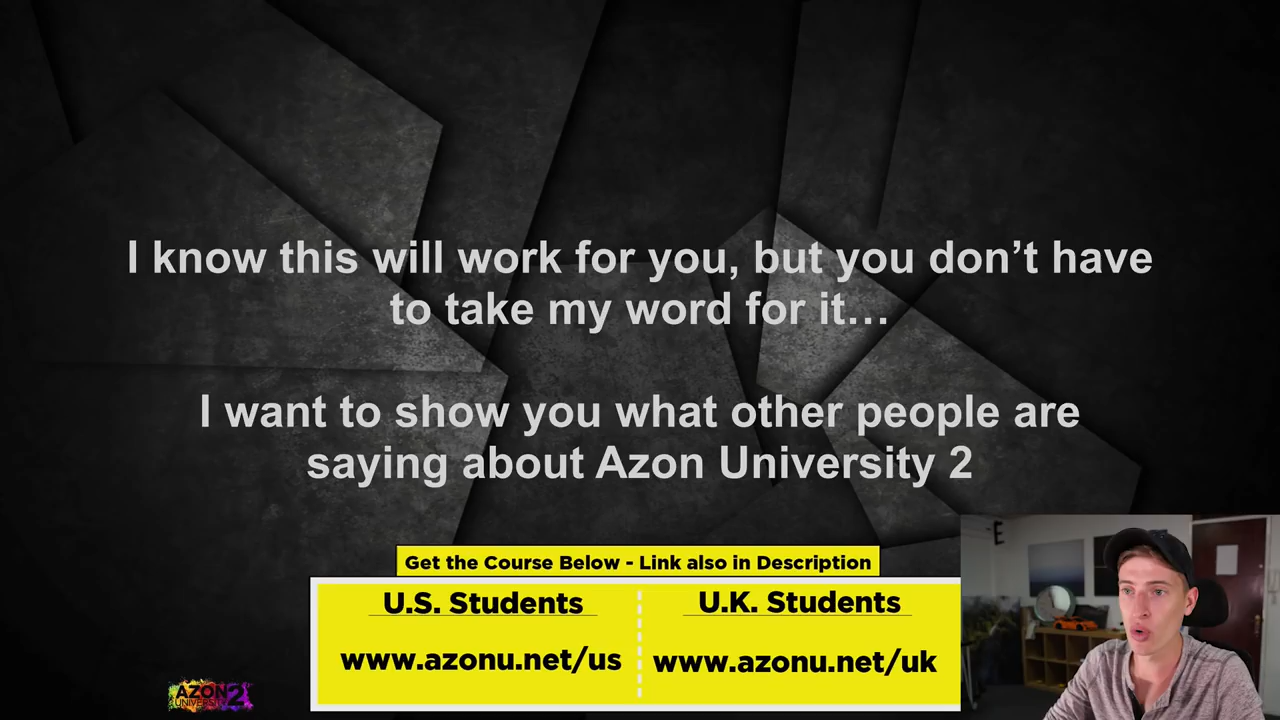 I know this will work for you, but you don’t have
to take my word for it…
I want to show you what other people are
saying about Azon University 2
Get the Course Below - Link also in Description
U.S. Students
www.azonu.net/us
U.K. Students
www.azonu.net/uk
AZON 2
UNIVERSITY
E